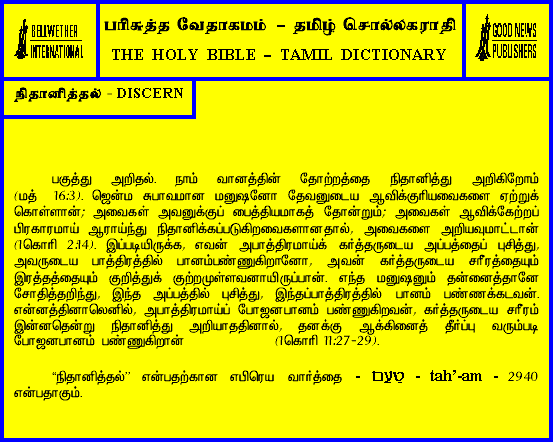 BELLWETHER
INTERNATIONAL
பரிசுத்த வேதாகமம் – தமிழ் சொல்லகராதி
THE HOLY BIBLE – TAMIL DICTIONARY
GOOD NEWS
PUBLISHERS
நிதானித்தல் - DISCERN
பகுத்து அறிதல். நாம் வானத்தின் தோற்றத்தை நிதானித்து அறிகிறோம்
(மத் 16:3). ஜென்ம சுபாவமான மனுஷனோ தேவனுடைய ஆவிக்குரியவைகளை ஏற்றுக்
கொள்ளான்; அவைகள் அவனுக்குப் பைத்தியமாகத் தோன்றும்; அவைகள் ஆவிக்கேற்றப்
பிரகாரமாய் ஆராய்ந்து நிதானிக்கப்படுகிறவைகளானதால், அவைகளை அறியவுமாட்டான்
(1கொரி 2:14). இப்படியிருக்க, எவன் அபாத்திரமாய்க் கர்த்தருடைய அப்பத்தைப் புசித்து,
அவருடைய பாத்திரத்தில் பானம்பண்ணுகிறானோ, அவன் கர்த்தருடைய சரீரத்தையும்
இரத்தத்தையும் குறித்துக் குற்றமுள்ளவனாயிருப்பான். எந்த மனுஷனும் தன்னைத்தானே
சோதித்தறிந்து, இந்த அப்பத்தில் புசித்து, இந்தப்பாத்திரத்தில் பானம் பண்ணக்கடவன்.
என்னத்தினாலெனில், அபாத்திரமாய்ப் போஜனபானம் பண்ணுகிறவன், கர்த்தருடைய சரீரம்
இன்னதென்று நிதானித்து அறியாததினால், தனக்கு ஆக்கினைத் தீர்ப்பு வரும்படி
போஜனபானம் பண்ணுகிறான் (1கொரி 11:27-29).
“நிதானித்தல்” என்பதற்கான எபிரெய வார்த்தை - טעם - tah’-am - 2940
என்பதாகும்.